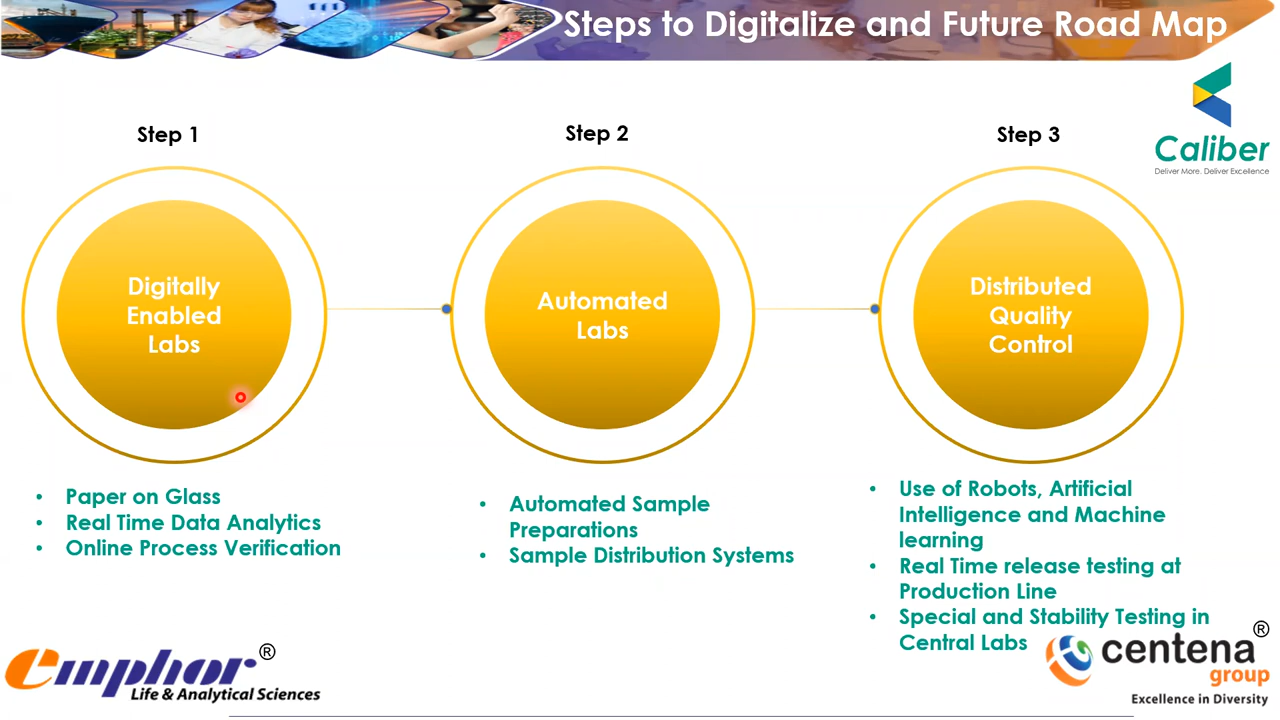 Steps to Digitalize and Future Road Map
Caliber
Deliver More. Deliver Excellence
Step 1
Step 2
Step 3
Digitally
Enabled
Labs
Automated
Labs
Distributed
Quality
Control
• Paper on Glass
• Real Time Data Analytics
• Online Process Verification
• Automated Sample
Preparations
• Sample Distribution Systems
• Use of Robots, Artificial
Intelligence and Machine
learning
• Real Time release testing at
Production Line
• Special and Stability Testing in
Central Labs
Emphor®
Life & Analytical Sciences
centena®
group
Excellence in Diversity